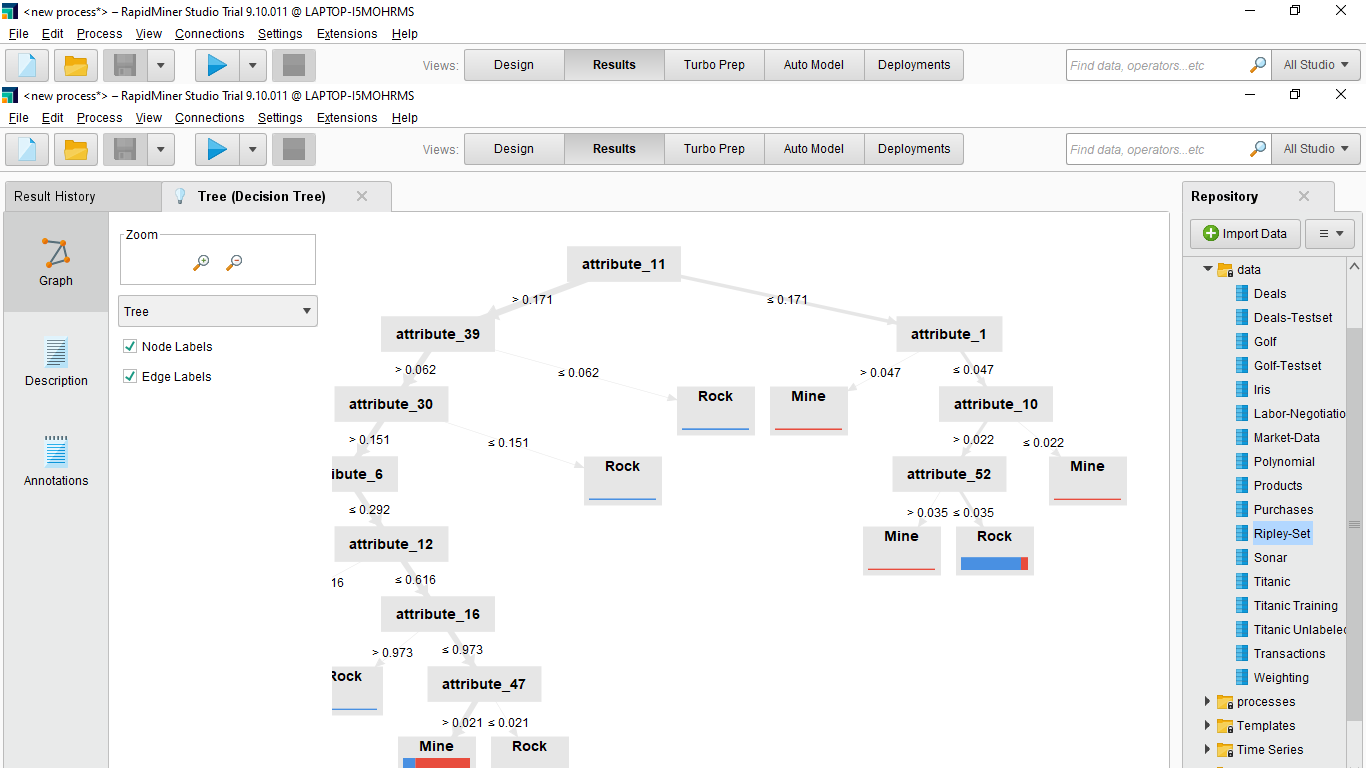 <new process*> – RapidMiner Studio Trial 9.10.011 @ LAPTOP-I5MOHRMS
File Edit Process View Connections Settings Extensions Help
Views: Design Results Turbo Prep Auto Model Deployments Find data, operators...etc All Studio
<new process*> – RapidMiner Studio Trial 9.10.011 @ LAPTOP-I5MOHRMS
File Edit Process View Connections Settings Extensions Help
Views: Design Results Turbo Prep Auto Model Deployments Find data, operators...etc All Studio
Result History
Tree (Decision Tree)
Graph
Description
Annotations
Zoom
Tree
Node Labels
Edge Labels
attribute_11
> 0.171 ≤ 0.171
attribute_39 attribute_1
> 0.062 ≤ 0.062 > 0.047 ≤ 0.047
attribute_30 Rock Mine attribute_10
> 0.151 ≤ 0.151 > 0.022 ≤ 0.022
ibute_6 Rock attribute_52 Mine
≤ 0.292 > 0.035 ≤ 0.035
attribute_12 Mine Rock
16 ≤ 0.616
attribute_16
> 0.973 ≤ 0.973
Rock attribute_47
> 0.021 ≤ 0.021
Mine Rock
Repository
Import Data
data
Deals
Deals-Testset
Golf
Golf-Testset
Iris
Labor-Negotiatio
Market-Data
Polynomial
Products
Purchases
Ripley-Set
Sonar
Titanic
Titanic Training
Titanic Unlabeled
Transactions
Weighting
processes
Templates
Time Series